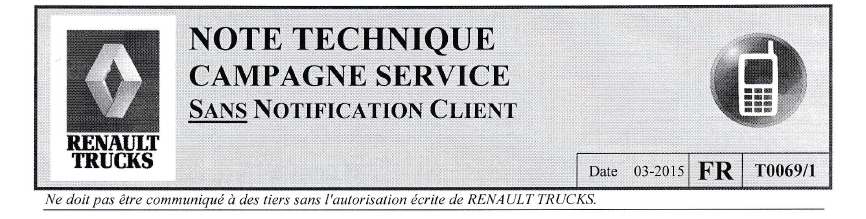 NOTE TECHNIQUE
CAMPAGNE SERVICE
SANS NOTIFICATION CLIENT
RENAULT
TRUCKS
Date 03-2015 FR T0069/1
Ne doit pas être communiqué à des tiers sans l'autorisation écrite de RENAULT TRUCKS.